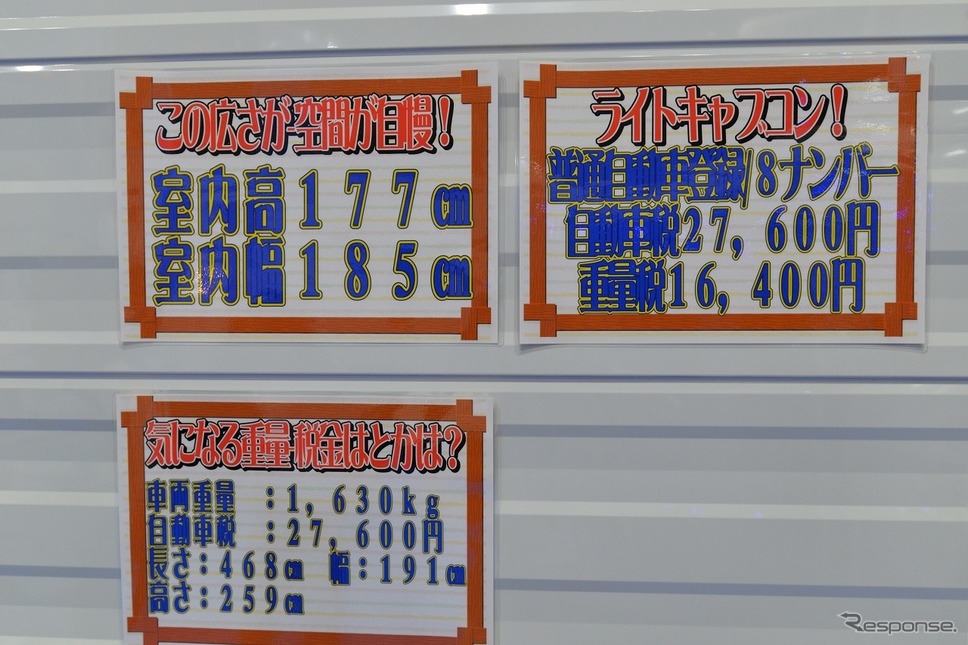 この広さが・空間が自慢!
室内高177㎝
室内幅185㎝
ライトキャブコン!
普通自動車登録/8ナンバー
自動車税27,600円
重量税16,400円
気になる重量・税金はとかは?
車両重量:1,630kg
自動車税:27,600円
長さ:468㎝ 幅:191㎝
高さ:259㎝
Response.